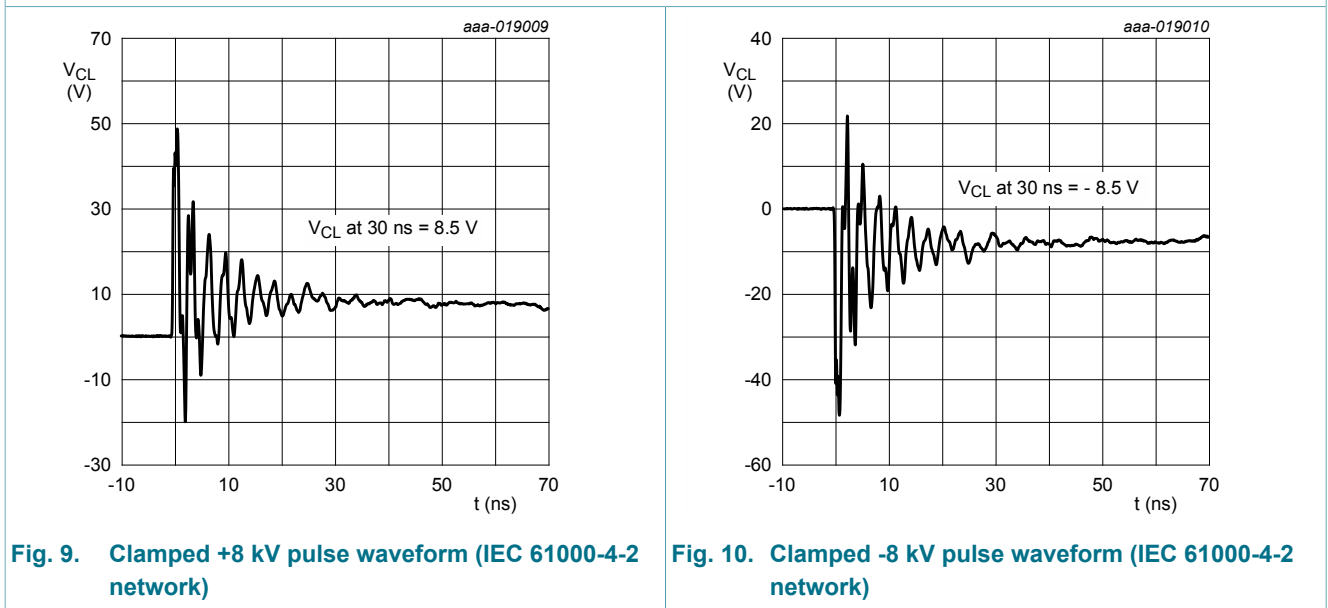 aaa-019009
70
V_CL
(V)
50
30
V_CL at 30 ns = 8.5 V
10
-10
-30
-10
10
30
50
70
t (ns)
Fig. 9. Clamped +8 kV pulse waveform (IEC 61000-4-2
network)
aaa-019010
40
V_CL
(V)
20
V_CL at 30 ns = - 8.5 V
0
-20
-40
-60
-10
10
30
50
70
t (ns)
Fig. 10. Clamped -8 kV pulse waveform (IEC 61000-4-2
network)